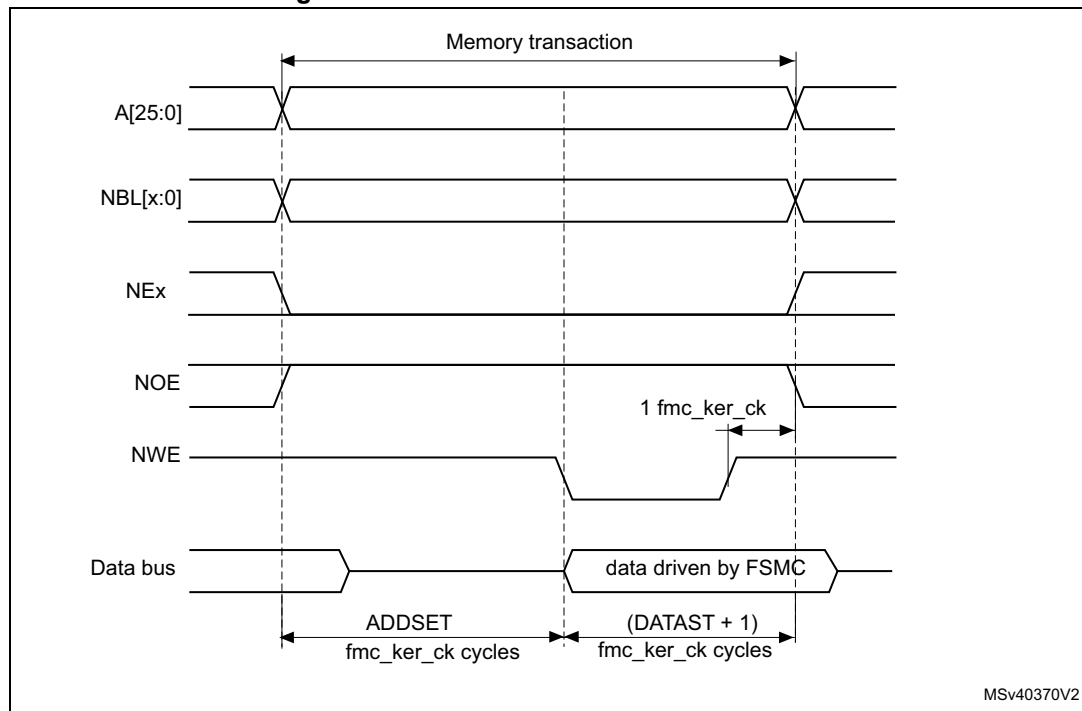 g
Memory transaction
A[25:0]
NBL[x:0]
NEx
NOE
1 fmc_ker_ck
NWE
Data bus
data driven by FSMC
ADDSET
fmc_ker_ck cycles
(DATAST + 1)
fmc_ker_ck cycles
MSv40370V2